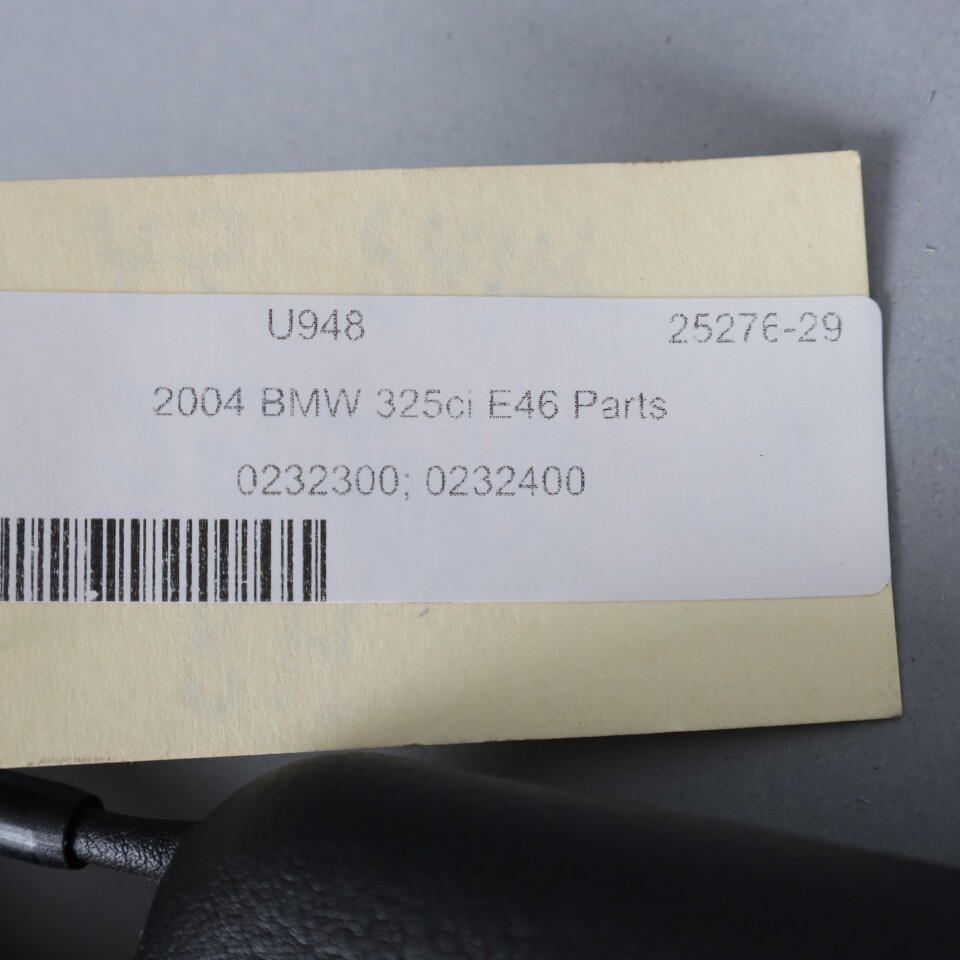 U948 25276-29
2004 BMW 325ci E46 Parts
0232300; 0232400